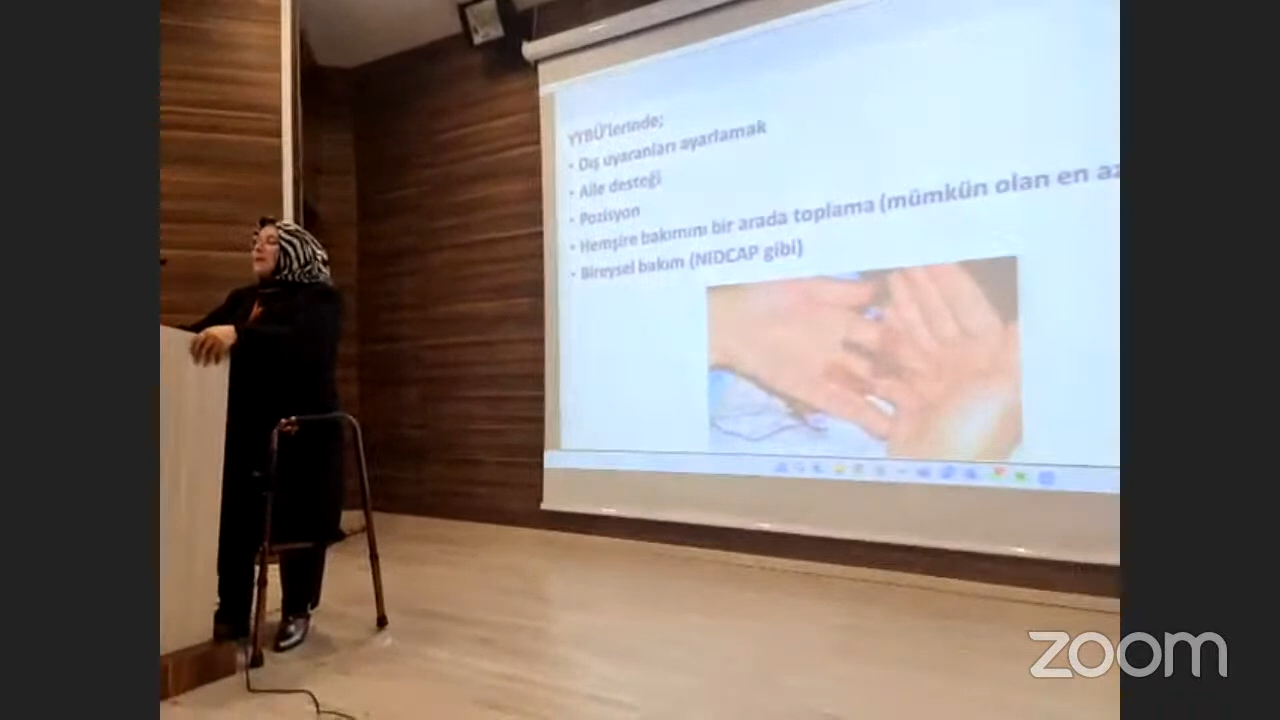 YYBÜ'lerinde;
• Dış uyaranları ayarlamak
• Aile desteği
• Pozisyon
• Hemşire bakımını bir arada toplama (mümkün olan en az
• Bireysel bakım (NIDCAP gibi)
zoom